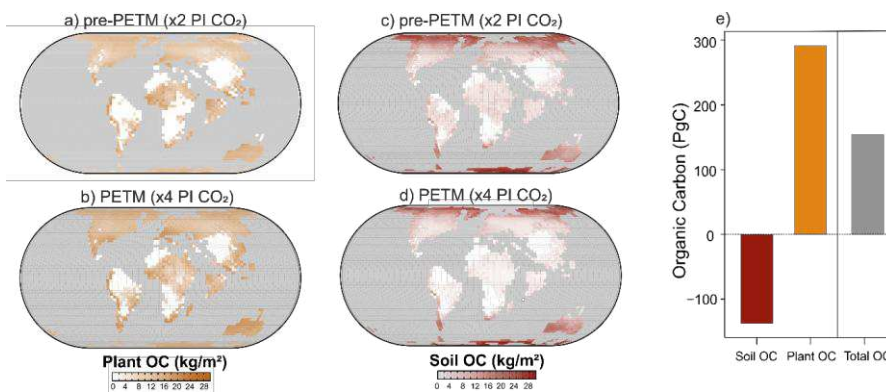 a) pre-PETM (x2 PI CO₂)
b) PETM (x4 PI CO₂)
Plant OC (kg/m²)
0 4 8 12 16 20 24 28
c) pre-PETM (x2 PI CO₂)
d) PETM (x4 PI CO₂)
Soil OC (kg/m²)
0 4 8 12 16 20 24 28
e)
Organic Carbon (PgC)
300
200
100
0
−100
Soil OC Plant OC Total OC